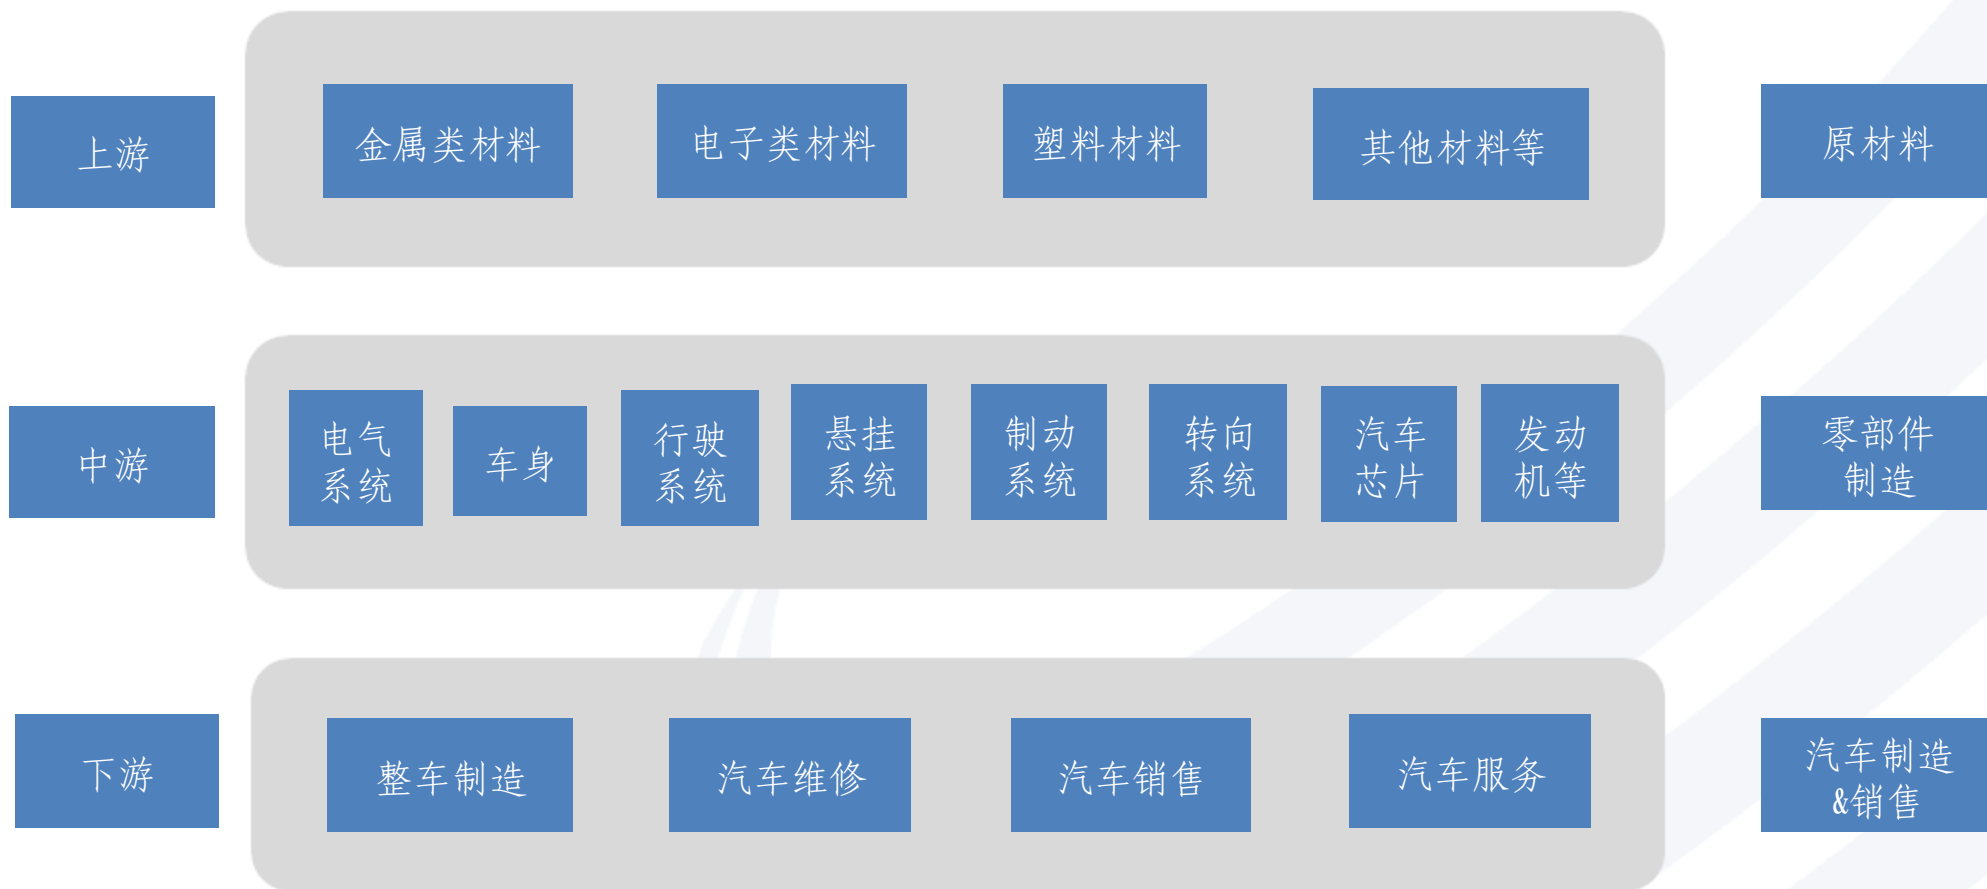 上游
金属类材料
电子类材料
塑料材料
其他材料等
原材料
中游
电气
系统
车身
行驶
系统
悬挂
系统
制动
系统
转向
系统
汽车
芯片
发动
机等
零部件
制造
下游
整车制造
汽车维修
汽车销售
汽车服务
汽车制造
&销售